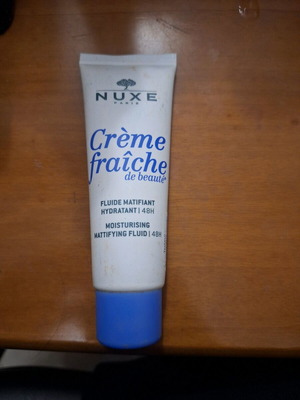 NUXE
PARIS
Crème
fraîche
de beauté®
FLUIDE MATIFIANT
HYDRATANT | 48H
MOISTURISING
MATTIFYING FLUID | 48H